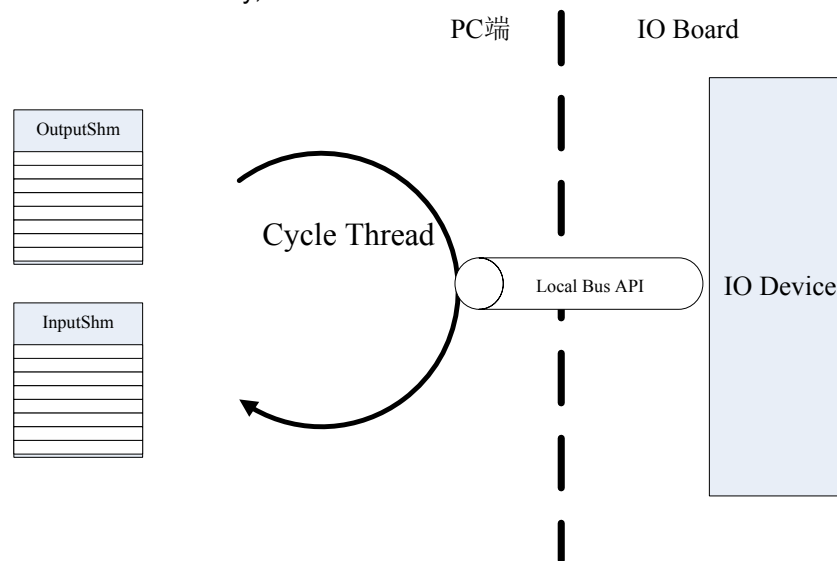 PC端
IO Board
OutputShm
Cycle Thread
Local Bus API
IO Device
InputShm